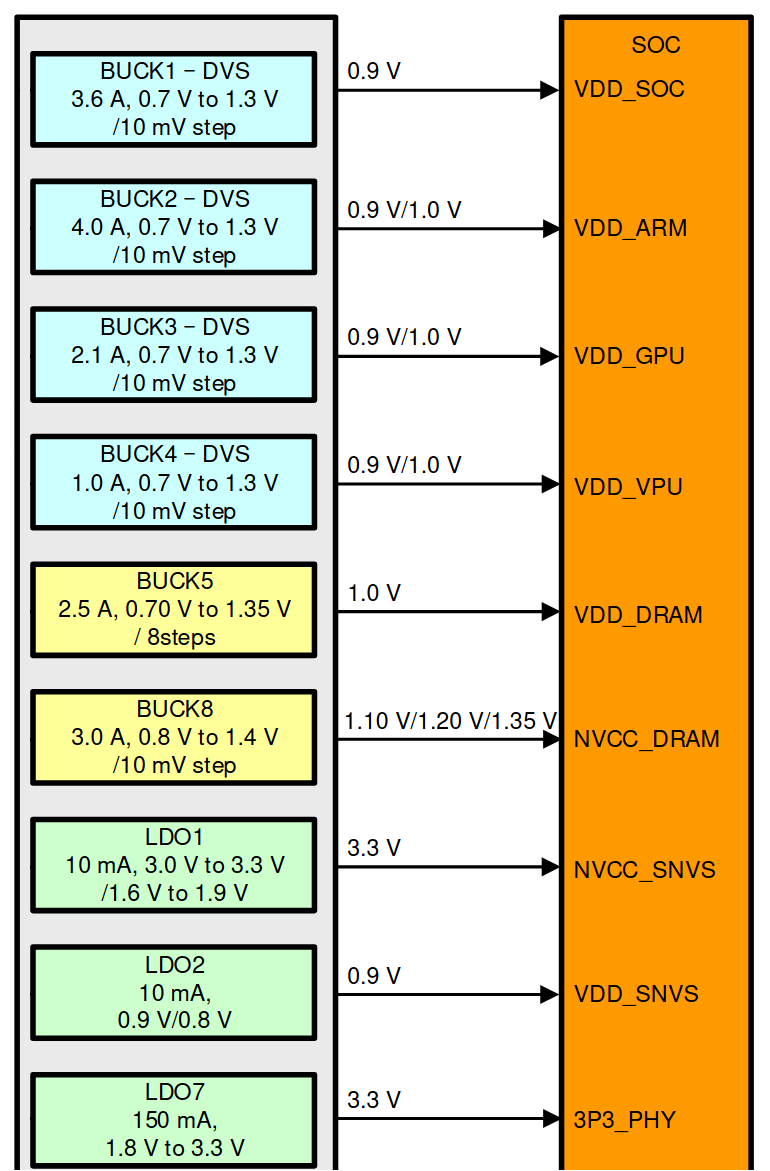 SOC
BUCK1 – DVS
3.6 A, 0.7 V to 1.3 V
/10 mV step
0.9 V
VDD_SOC
BUCK2 – DVS
4.0 A, 0.7 V to 1.3 V
/10 mV step
0.9 V/1.0 V
VDD_ARM
BUCK3 – DVS
2.1 A, 0.7 V to 1.3 V
/10 mV step
0.9 V/1.0 V
VDD_GPU
BUCK4 – DVS
1.0 A, 0.7 V to 1.3 V
/10 mV step
0.9 V/1.0 V
VDD_VPU
BUCK5
2.5 A, 0.70 V to 1.35 V
/ 8steps
1.0 V
VDD_DRAM
BUCK8
3.0 A, 0.8 V to 1.4 V
/10 mV step
1.10 V/1.20 V/1.35 V
NVCC_DRAM
LDO1
10 mA, 3.0 V to 3.3 V
/1.6 V to 1.9 V
3.3 V
NVCC_SNVS
LDO2
10 mA,
0.9 V/0.8 V
0.9 V
VDD_SNVS
LDO7
150 mA,
1.8 V to 3.3 V
3.3 V
3P3_PHY